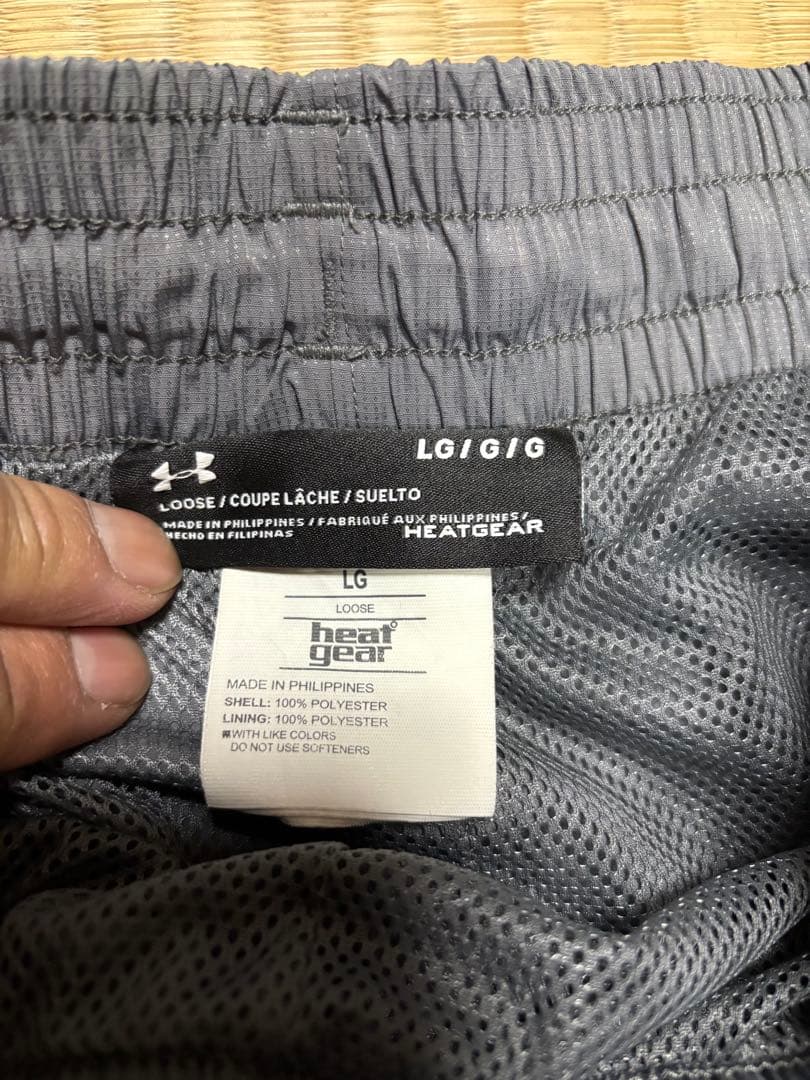 LG/G/G
LOOSE / COUPE LÂCHE / SUELTO
MADE IN PHILIPPINES / FABRIQUÉ AUX PHILIPPINES /
HECHO EN FILIPINAS
HEATGEAR
LG
LOOSE
heat°
gear
MADE IN PHILIPPINES
SHELL: 100% POLYESTER
LINING: 100% POLYESTER
WITH LIKE COLORS
DO NOT USE SOFTENERS